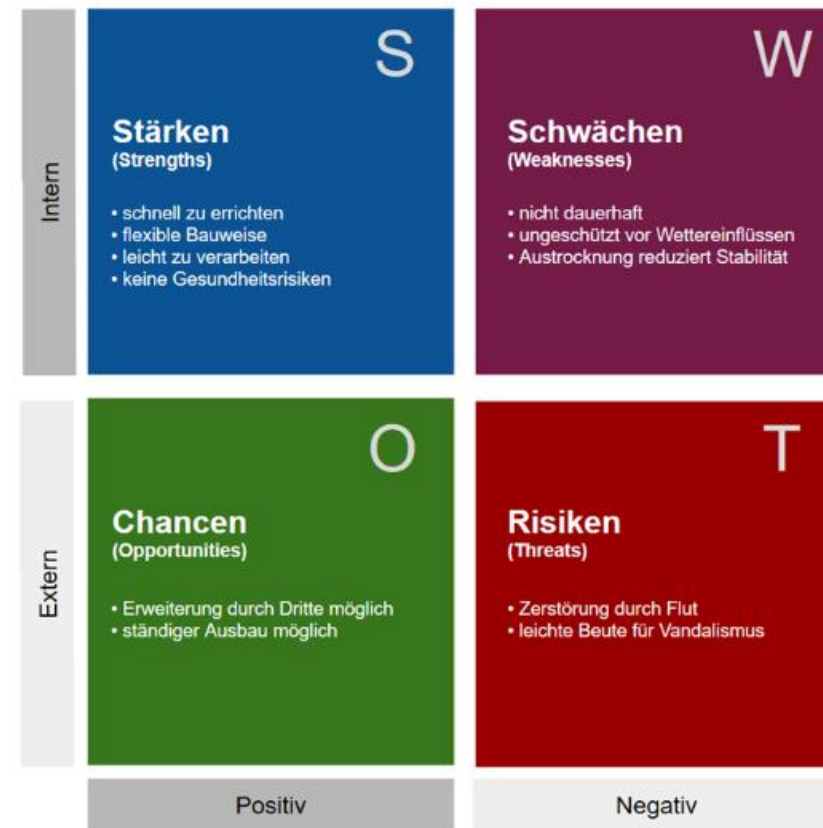 Intern
S
Stärken
(Strengths)
• schnell zu errichten
• flexible Bauweise
• leicht zu verarbeiten
• keine Gesundheitsrisiken
W
Schwächen
(Weaknesses)
• nicht dauerhaft
• ungeschützt vor Wettereinflüssen
• Austrocknung reduziert Stabilität
Extern
O
Chancen
(Opportunities)
• Erweiterung durch Dritte möglich
• ständiger Ausbau möglich
T
Risiken
(Threats)
• Zerstörung durch Flut
• leichte Beute für Vandalismus
Positiv
Negativ